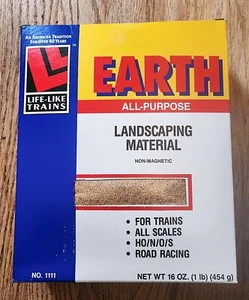 AN AMERICAN TRADITION
FOR OVER 40 YEARS
LIFE-LIKE
TRAINS
EARTH
ALL-PURPOSE
LANDSCAPING
MATERIAL
NON-MAGNETIC
• FOR TRAINS
• ALL SCALES
• HO/N/O/S
• ROAD RACING
NO. 1111
NET WT 16 OZ. (1 lb) (454 g)